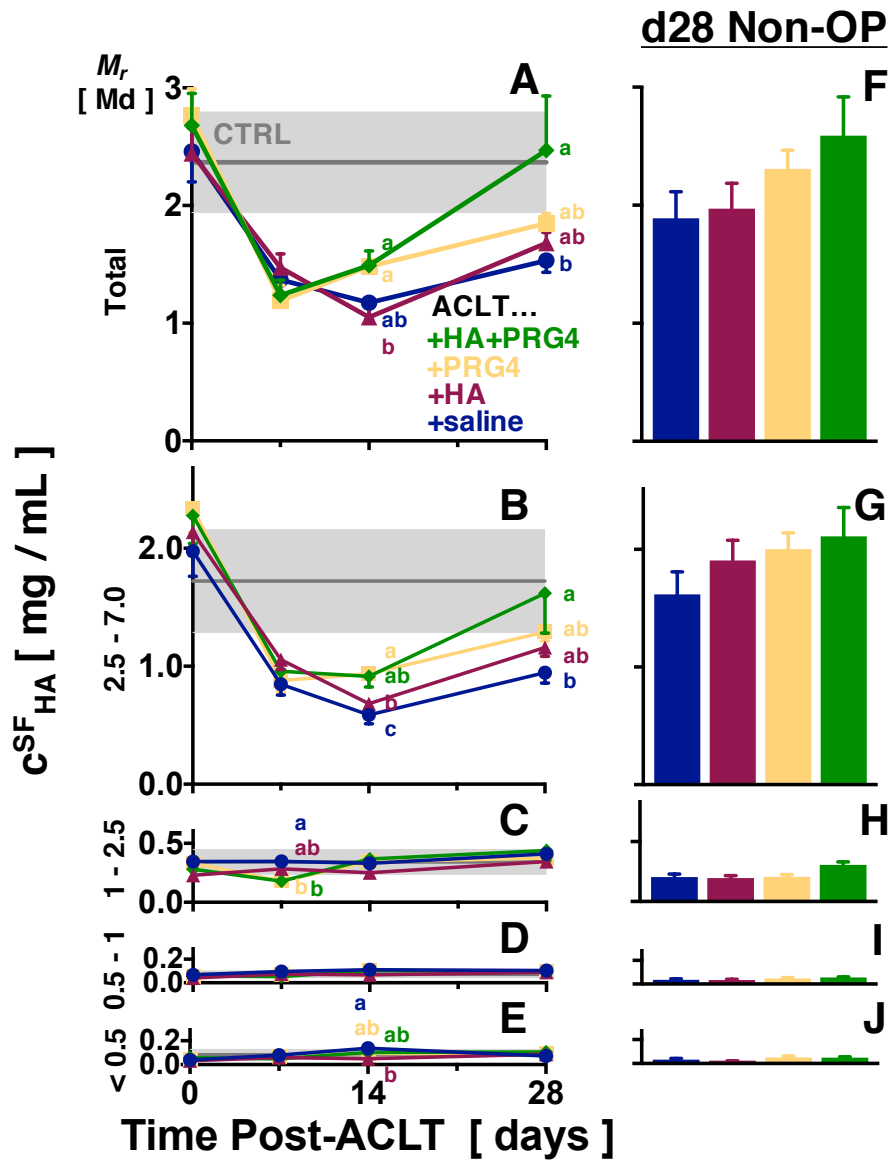 d28 Non-OP
Mr
[ Md ]
A
F
3
2
1
0
CTRL
Total
a
ab
ab
b
a
a
ab
b
ACLT...
+HA+PRG4
+PRG4
+HA
+saline
cSFHA [ mg / mL ]
B
G
2.5 - 7.0
2.0
1.0
0.0
a
ab
ab
b
a
ab
b
c
C
H
1 - 2.5
0.5
0.0
a
ab
b b
D
I
0.5 - 1
0.2
0.0
E
J
< 0.5
0.2
0.0
a
ab
ab
b
0 14 28
Time Post-ACLT [ days ]